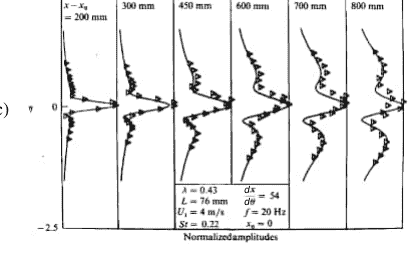 x − x₀ = 200 mm
300 mm
450 mm
600 mm
700 mm
800 mm
c)
η
0
−2.5
λ = 0.43
dx/dθ = 54
L = 76 mm
U₁ = 4 m/s
f = 20 Hz
St = 0.22
x₀ = 0
Normalized amplitudes